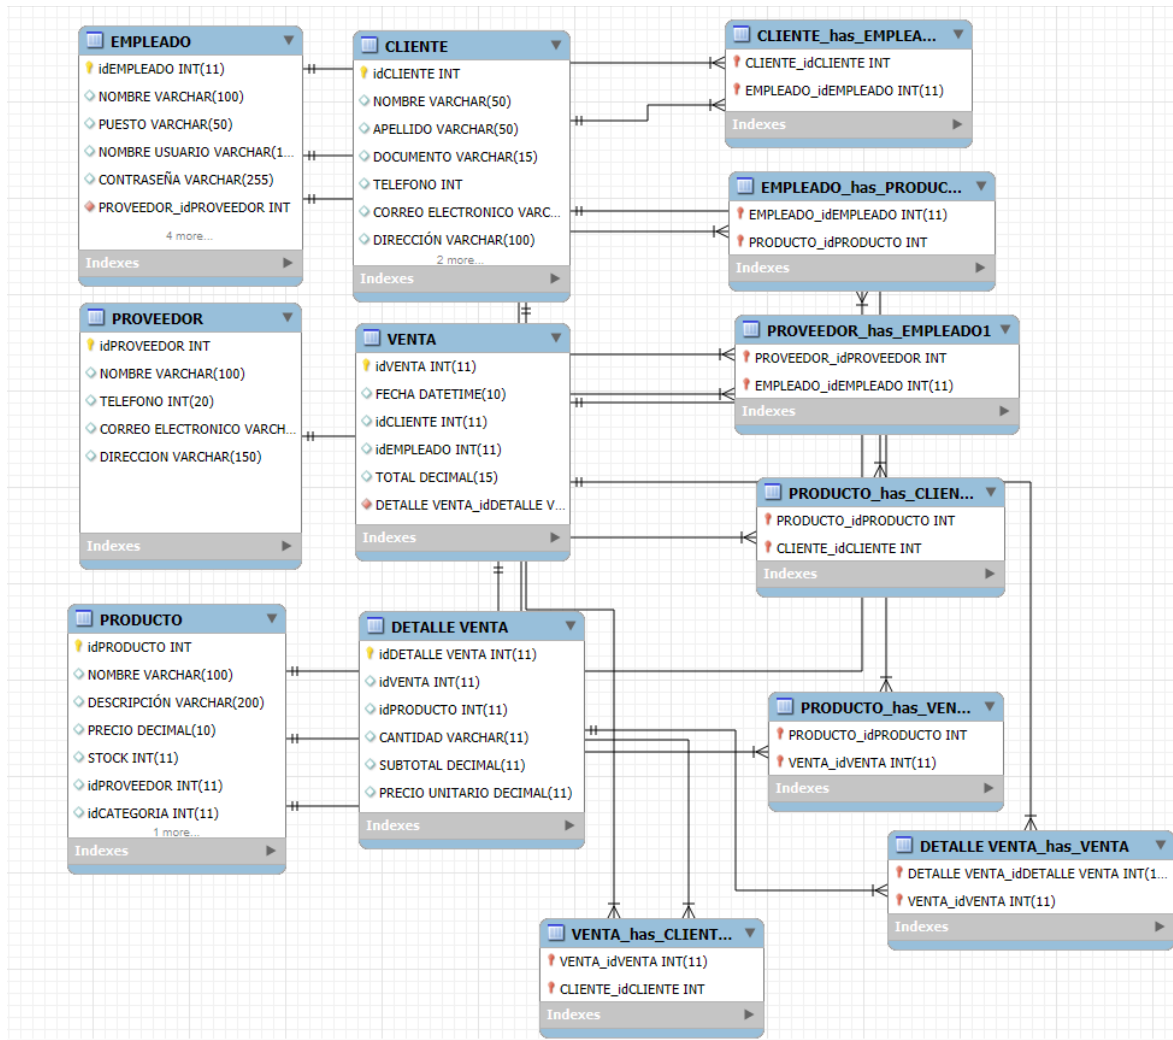 EMPLEADO
idEMPLEADO INT(11)
NOMBRE VARCHAR(100)
PUESTO VARCHAR(50)
NOMBRE USUARIO VARCHAR(1...
CONTRASEÑA VARCHAR(255)
PROVEEDOR_idPROVEEDOR INT
4 more...
Indexes
CLIENTE
idCLIENTE INT
NOMBRE VARCHAR(50)
APELLIDO VARCHAR(50)
DOCUMENTO VARCHAR(15)
TELEFONO INT
CORREO ELECTRONICO VARC...
DIRECCIÓN VARCHAR(100)
2 more...
Indexes
CLIENTE_has_EMPLEA...
CLIENTE_idCLIENTE INT
EMPLEADO_idEMPLEADO INT(11)
Indexes
EMPLEADO_has_PRODUC...
EMPLEADO_idEMPLEADO INT(11)
PRODUCTO_idPRODUCTO INT
Indexes
PROVEEDOR
idPROVEEDOR INT
NOMBRE VARCHAR(100)
TELEFONO INT(20)
CORREO ELECTRONICO VARCH...
DIRECCION VARCHAR(150)
Indexes
VENTA
idVENTA INT(11)
FECHA DATETIME(10)
idCLIENTE INT(11)
idEMPLEADO INT(11)
TOTAL DECIMAL(15)
DETALLE VENTA_idDETALLE V...
Indexes
PROVEEDOR_has_EMPLEADO1
PROVEEDOR_idPROVEEDOR INT
EMPLEADO_idEMPLEADO INT(11)
Indexes
PRODUCTO_has_CLIEN...
PRODUCTO_idPRODUCTO INT
CLIENTE_idCLIENTE INT
Indexes
PRODUCTO
idPRODUCTO INT
NOMBRE VARCHAR(100)
DESCRIPCIÓN VARCHAR(200)
PRECIO DECIMAL(10)
STOCK INT(11)
idPROVEEDOR INT(11)
idCATEGORIA INT(11)
1 more...
Indexes
DETALLE VENTA
idDETALLE VENTA INT(11)
idVENTA INT(11)
idPRODUCTO INT(11)
CANTIDAD VARCHAR(11)
SUBTOTAL DECIMAL(11)
PRECIO UNITARIO DECIMAL(11)
Indexes
PRODUCTO_has_VEN...
PRODUCTO_idPRODUCTO INT
VENTA_idVENTA INT(11)
Indexes
DETALLE VENTA_has_VENTA
DETALLE VENTA_idDETALLE VENTA INT(1...
VENTA_idVENTA INT(11)
Indexes
VENTA_has_CLIENT...
VENTA_idVENTA INT(11)
CLIENTE_idCLIENTE INT
Indexes